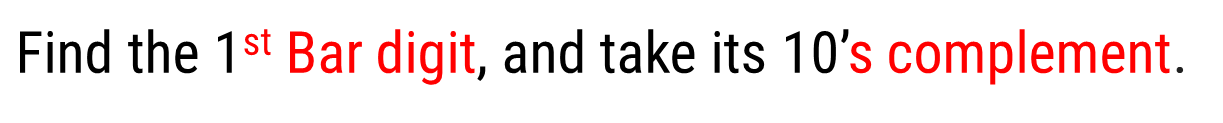 Find the 1st Bar digit, and take its 10’s complement.